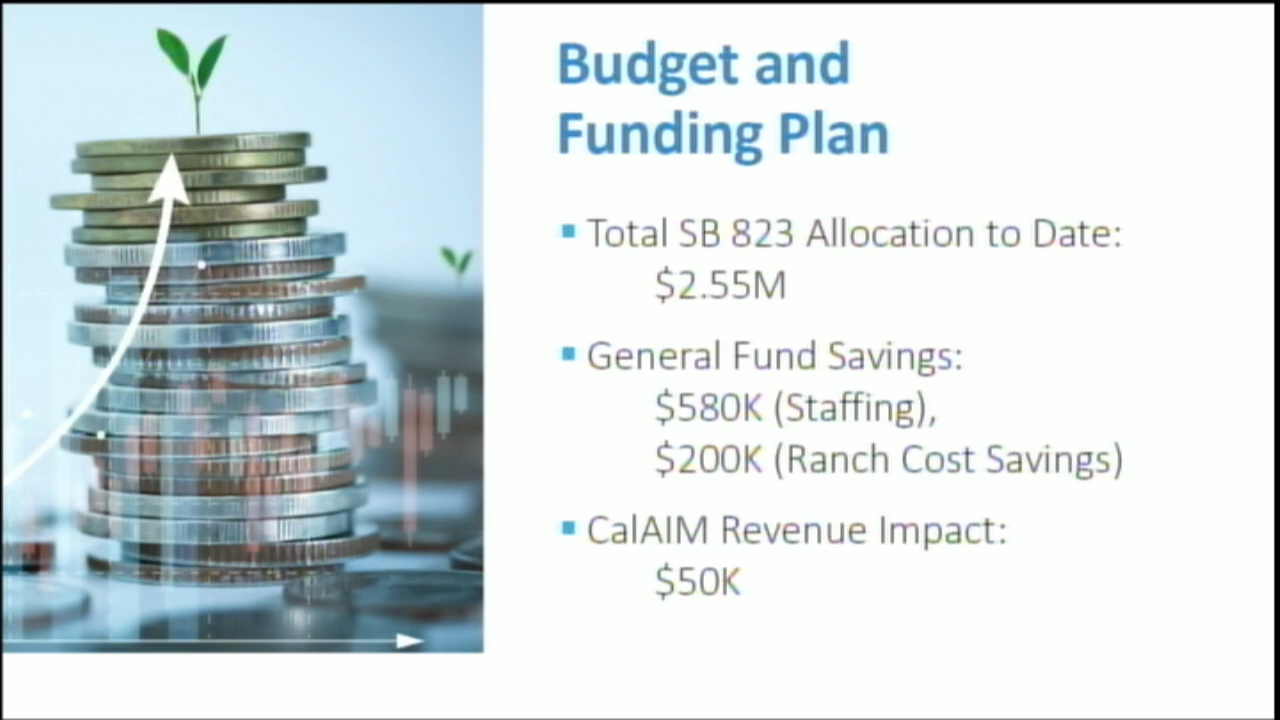 Budget and
Funding Plan
Total SB 823 Allocation to Date:
$2.55M
General Fund Savings:
$580K (Staffing),
$200K (Ranch Cost Savings)
CalAIM Revenue Impact:
$50K